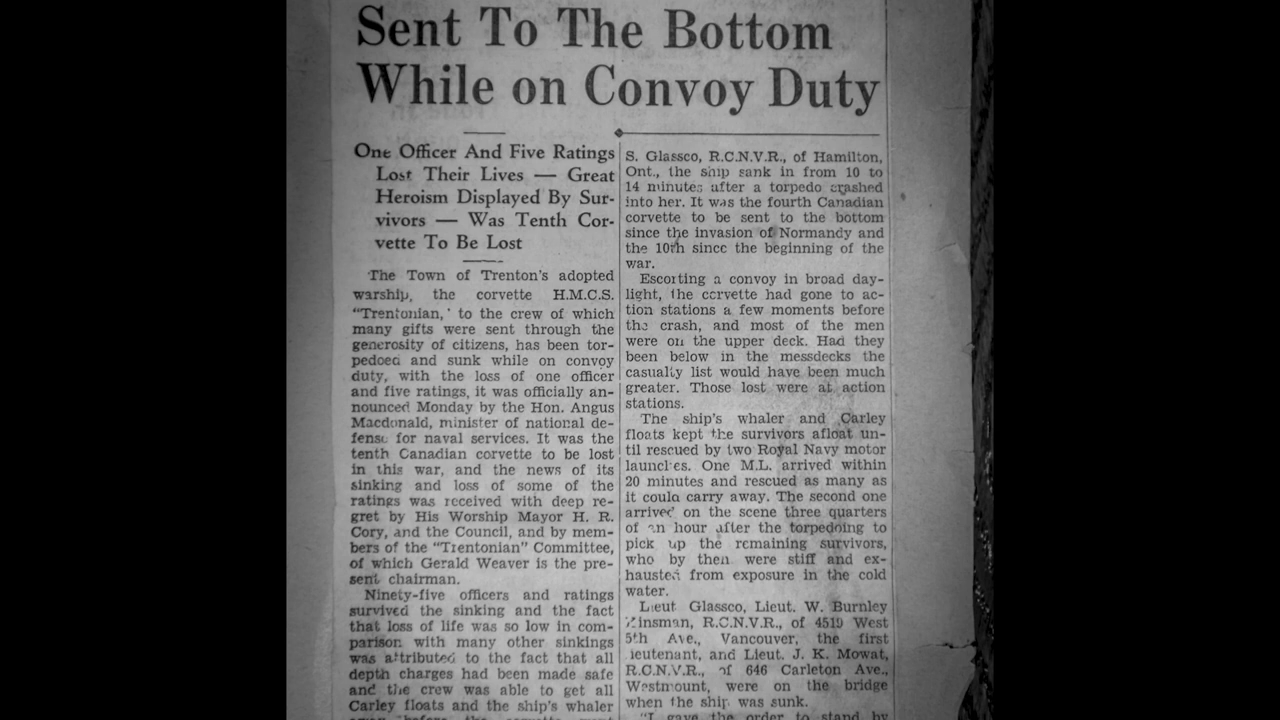 Sent To The Bottom
While on Convoy Duty
One Officer And Five Ratings
Lost Their Lives — Great
Heroism Displayed By Sur-
vivors — Was Tenth Cor-
vette To Be Lost
The Town of Trenton's adopted
warship, the corvette H.M.C.S.
"Trentonian," to the crew of which
many gifts were sent through the
generosity of citizens, has been tor-
pedoed and sunk while on convoy
duty, with the loss of one officer
and five ratings, it was officially an-
nounced Monday by the Hon. Angus
Macdonald, minister of national de-
fense for naval services. It was the
tenth Canadian corvette to be lost
in this war, and the news of its
sinking and loss of some of the
ratings was received with deep re-
gret by His Worship Mayor H. R.
Cory, and the Council, and by mem-
bers of the "Trentonian" Committee,
of which Gerald Weaver is the pre-
sent chairman.
Ninety-five officers and ratings
survived the sinking and the fact
that loss of life was so low in com-
parison with many other sinkings
was attributed to the fact that all
depth charges had been made safe
and the crew was able to get all
Carley floats and the ship's whaler
away before the corvette went
S. Glassco, R.C.N.V.R., of Hamilton,
Ont., the ship sank in from 10 to
14 minutes after a torpedo crashed
into her. It was the fourth Canadian
corvette to be sent to the bottom
since the invasion of Normandy and
the 10th since the beginning of the
war.
Escorting a convoy in broad day-
light, the corvette had gone to ac-
tion stations a few moments before
the crash, and most of the men
were on the upper deck. Had they
been below in the messdecks the
casualty list would have been much
greater. Those lost were at action
stations.
The ship's whaler and Carley
floats kept the survivors afloat un-
til rescued by two Royal Navy motor
launches. One M.L. arrived within
20 minutes and rescued as many as
it could carry away. The second one
arrived on the scene three quarters
of an hour after the torpedoing to
pick up the remaining survivors,
who by then were stiff and ex-
hausted from exposure in the cold
water.
Lieut Glassco, Lieut. W. Burnley
Kinsman, R.C.N.V.R., of 4519 West
5th Ave., Vancouver, the first
lieutenant, and Lieut. J. K. Mowat,
R.C.N.V.R., of 646 Carleton Ave.,
Westmount, were on the bridge
when the ship was sunk.
"I gave the order to stand by